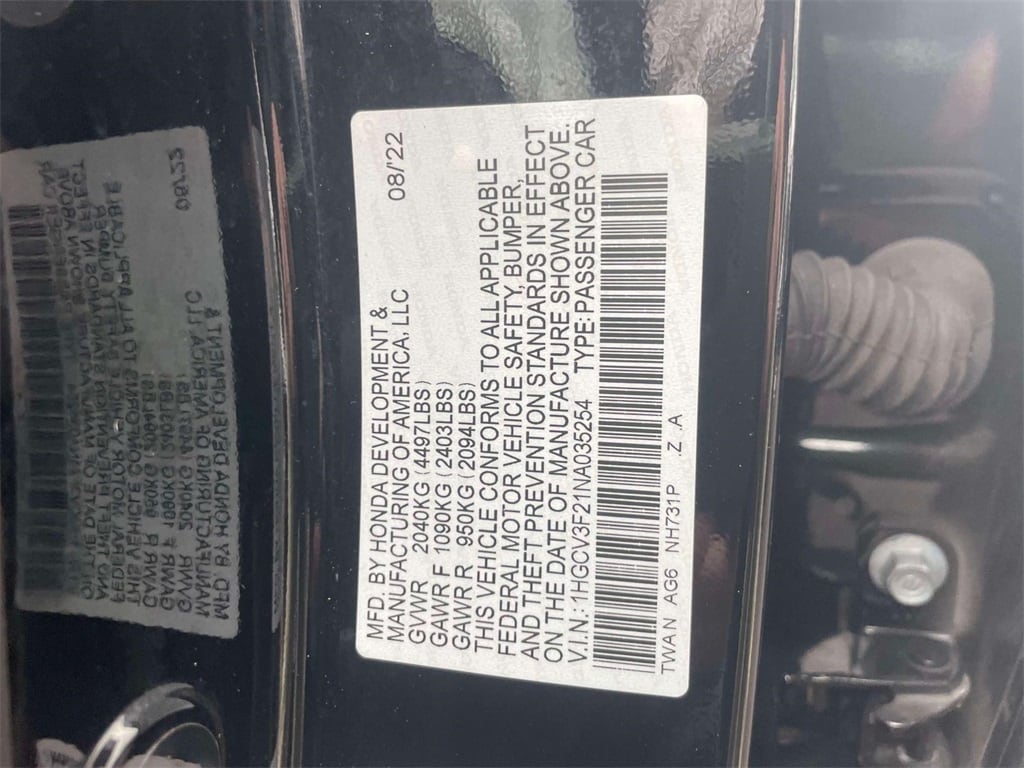 MFD. BY HONDA DEVELOPMENT & 08/'22
MANUFACTURING OF AMERICA, LLC
GVWR 2040KG (4497LBS)
GAWR F 1090KG (2403LBS)
GAWR R 950KG (2094LBS)
THIS VEHICLE CONFORMS TO ALL APPLICABLE
FEDERAL MOTOR VEHICLE SAFETY, BUMPER,
AND THEFT PREVENTION STANDARDS IN EFFECT
ON THE DATE OF MANUFACTURE SHOWN ABOVE.
V.I.N.: 1HGCV3F21NA035254 TYPE:PASSENGER CAR
TWA N AG6 NH731P Z A